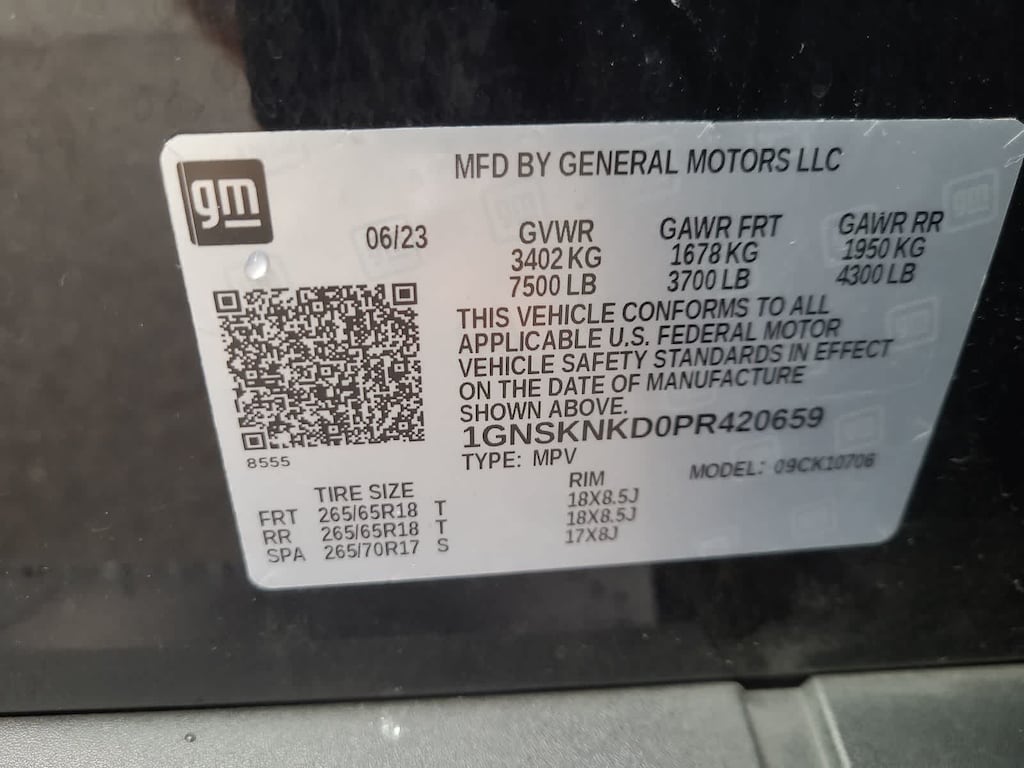 gm
MFD BY GENERAL MOTORS LLC
06/23
GVWR GAWR FRT GAWR RR
3402 KG 1678 KG 1950 KG
7500 LB 3700 LB 4300 LB
THIS VEHICLE CONFORMS TO ALL
APPLICABLE U.S. FEDERAL MOTOR
VEHICLE SAFETY STANDARDS IN EFFECT
ON THE DATE OF MANUFACTURE
SHOWN ABOVE.
1GNSKNKD0PR420659
8555
TYPE: MPV MODEL: 09CK10706
TIRE SIZE RIM
FRT 265/65R18 T 18X8.5J
RR 265/65R18 T 18X8.5J
SPA 265/70R17 S 17X8J